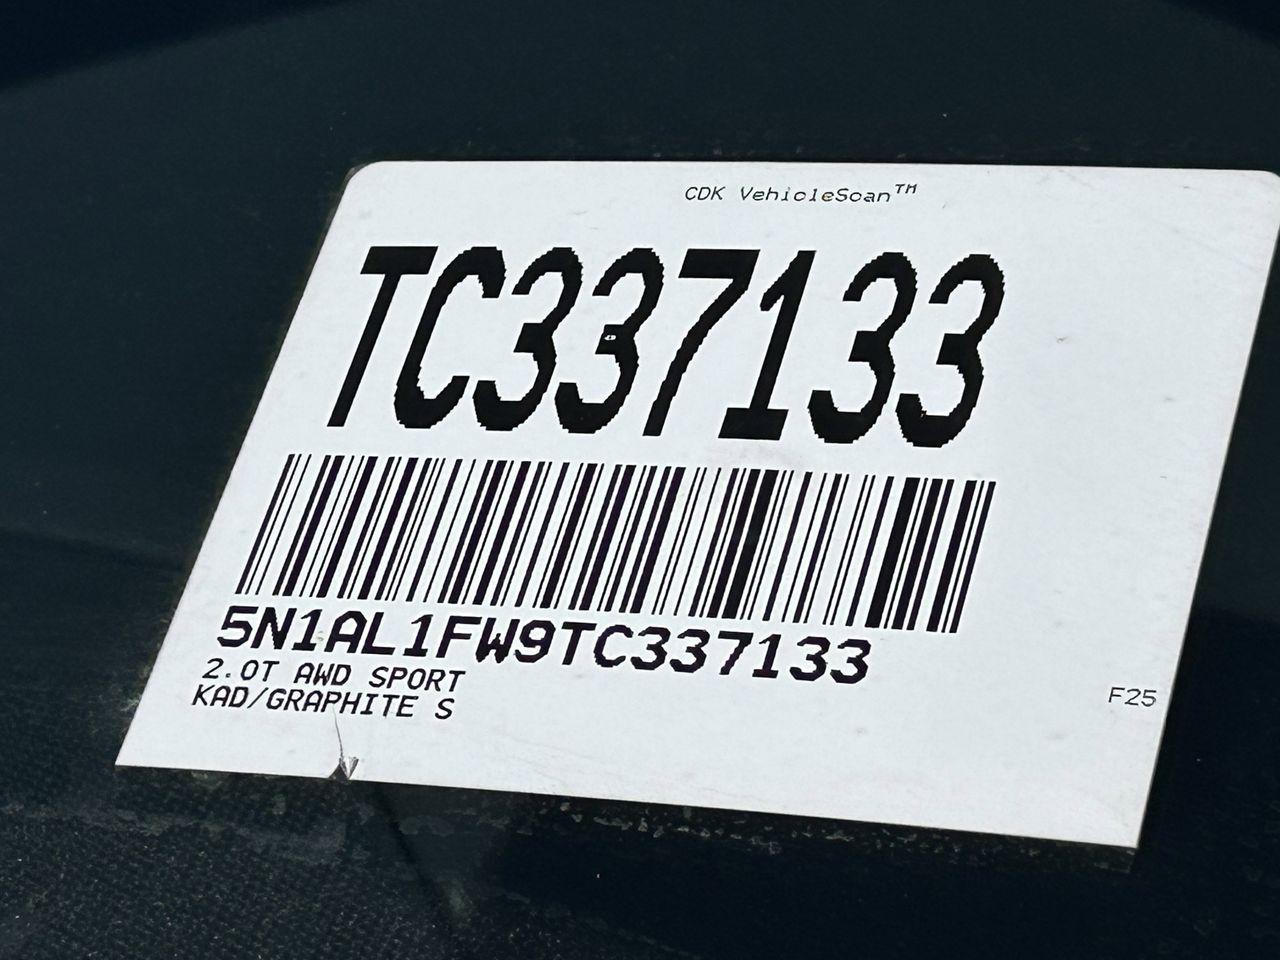 CDK VehicleScan™
TC337133
5N1AL1FW9TC337133
2.0T AWD SPORT
KAD/GRAPHITE S
F25